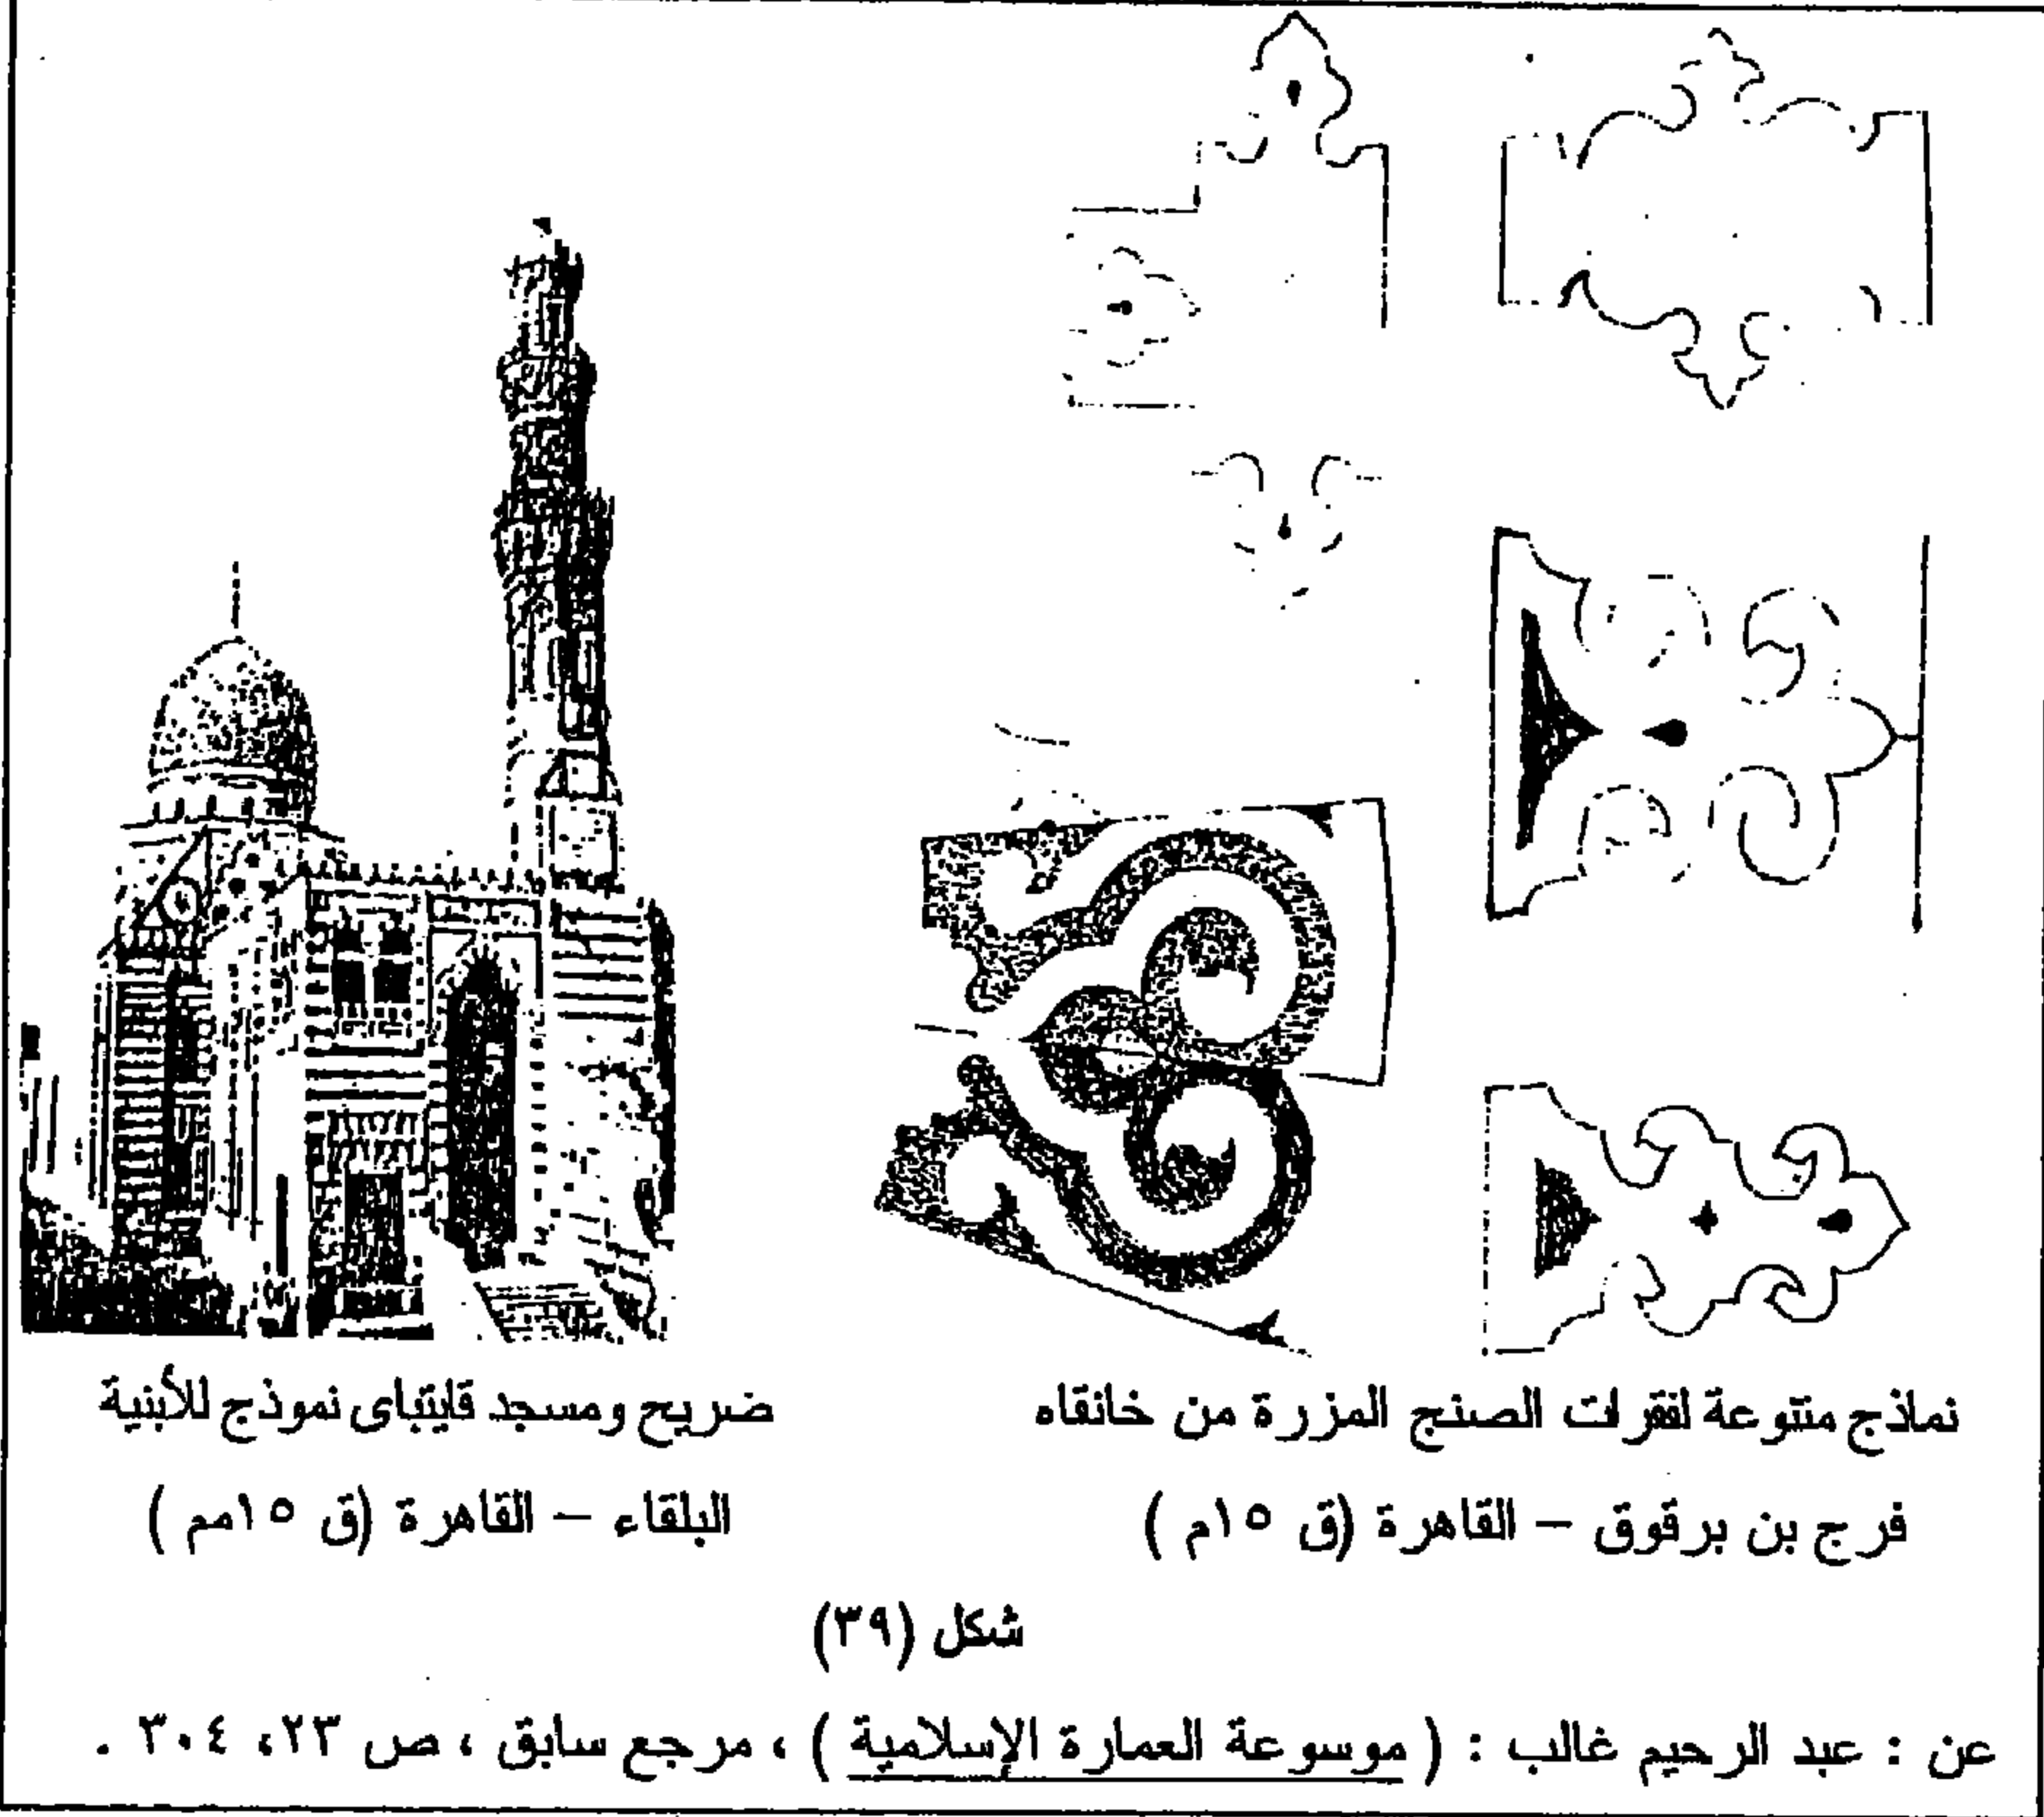 نماذج متنوعة لفقرات الصنج المزررة من خانقاه
فرج بن برقوق – القاهرة (ق ١٥م )
ضريح ومسجد قايتباى نموذج للأبنية
البلقاء – القاهرة (ق ١٥مم )
شكل (٣٩)
عن : عبد الرحيم غالب : ( موسوعة العمارة الإسلامية ) ، مرجع سابق ، ص ٢٣، ٣٠٤ .